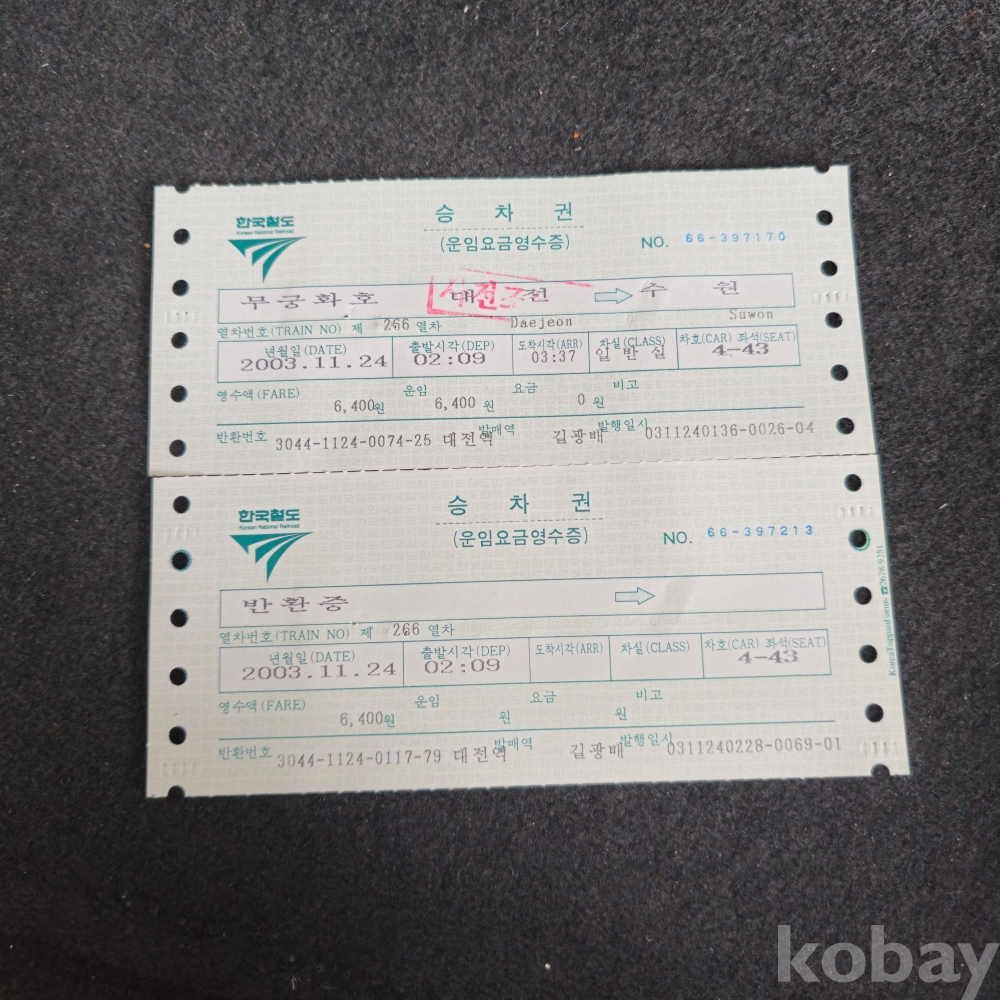 한국철도
Korean National Railroad
승 차 권
(운임요금영수증)
NO. 66-397170
무궁화호 대 전 수 원
열차번호(TRAIN NO) 제 266 열차 Daejeon Suwon
년월일(DATE) 출발시각(DEP) 도착시각(ARR) 차실(CLASS) 차호(CAR) 좌석(SEAT)
2003.11.24 02:09 03:37 일반실 4-43
영수액(FARE) 운임 요금 비고
6,400원 6,400 원 0 원
반환번호 3044-1124-0074-25 대전역 발매역 길광배 발행일시 0311240136-0026-04
한국철도
Korean National Railroad
승 차 권
(운임요금영수증)
NO. 66-397213
반환증
열차번호(TRAIN NO) 제 266 열차
년월일(DATE) 출발시각(DEP) 도착시각(ARR) 차실(CLASS) 차호(CAR) 좌석(SEAT)
2003.11.24 02:09 4-43
영수액(FARE) 운임 요금 비고
6,400원 원 원
반환번호 3044-1124-0117-79 대전역 발매역 길광배 발행일시 0311240228-0069-01
☎2678-9251
kobay